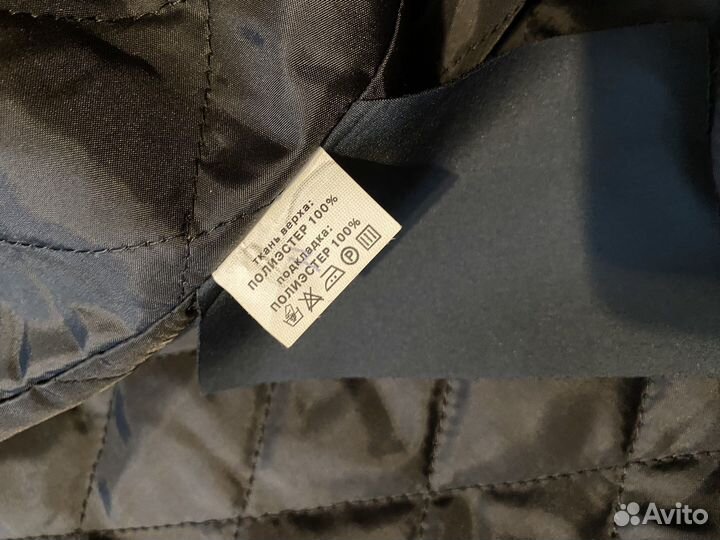 ткань верха:
ПОЛИЭСТЕР 100%
подкладка:
ПОЛИЭСТЕР 100%
P
Avito